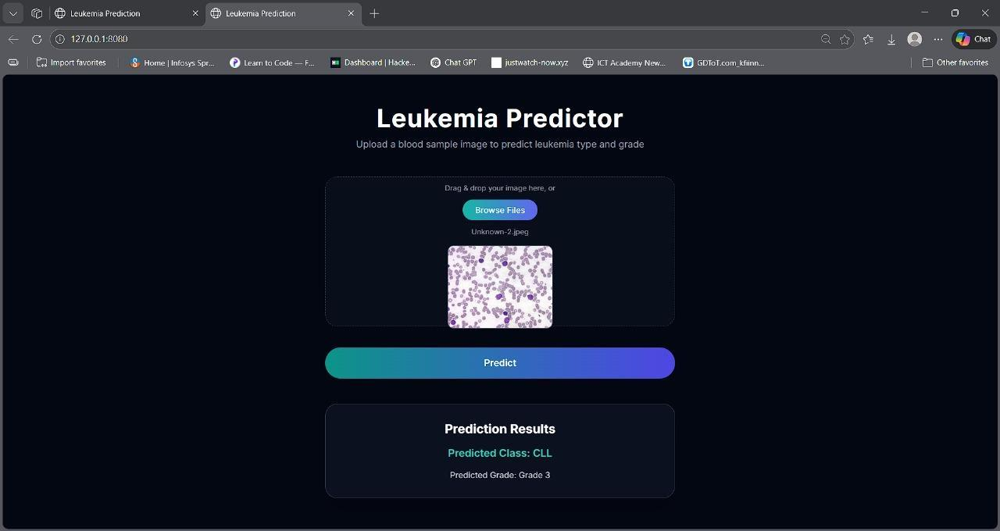 Leukemia Prediction
Leukemia Prediction
127.0.0.1:8080
Chat
Import favorites
Home | Infosys Spr...
Learn to Code — F...
Dashboard | Hacke...
Chat GPT
justwatch-now.xyz
ICT Academy New...
GDToT.com_kfiinn...
Other favorites
Leukemia Predictor
Upload a blood sample image to predict leukemia type and grade
Drag & drop your image here, or
Browse Files
Unknown-2.jpeg
Predict
Prediction Results
Predicted Class: CLL
Predicted Grade: Grade 3